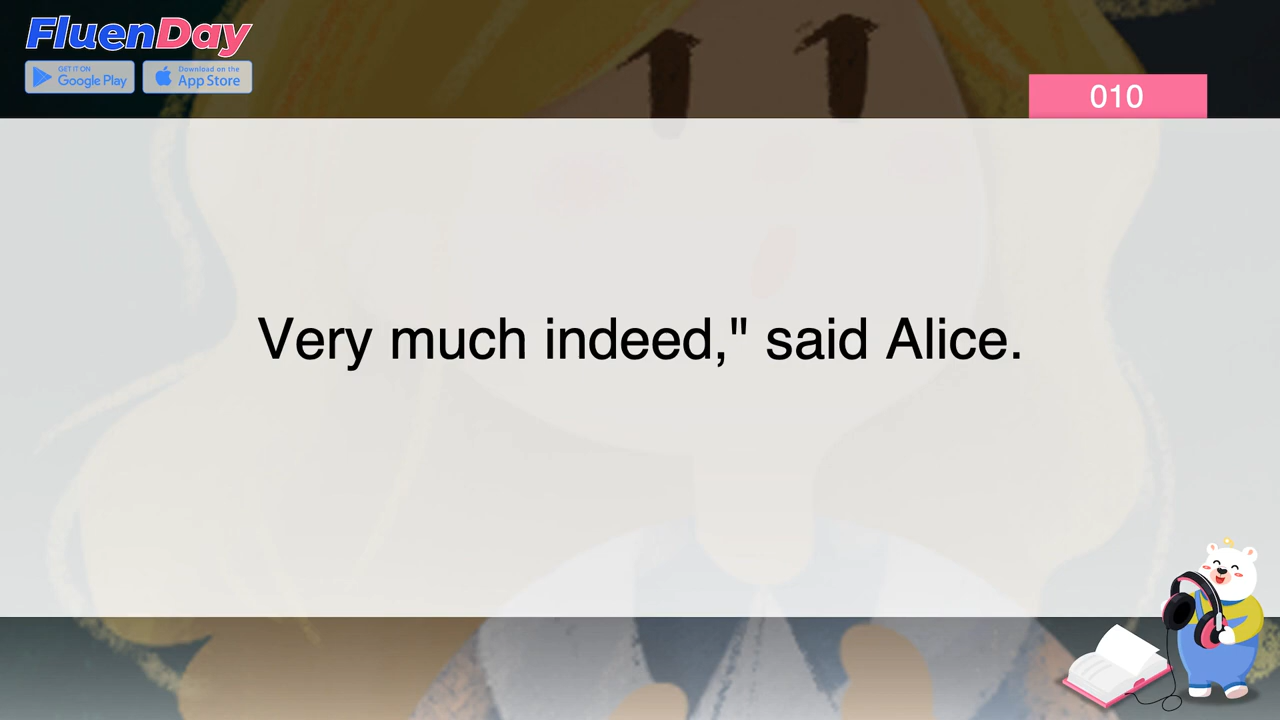 FluenDay
GET IT ON
Google Play
Download on the
App Store
010
Very much indeed," said Alice.